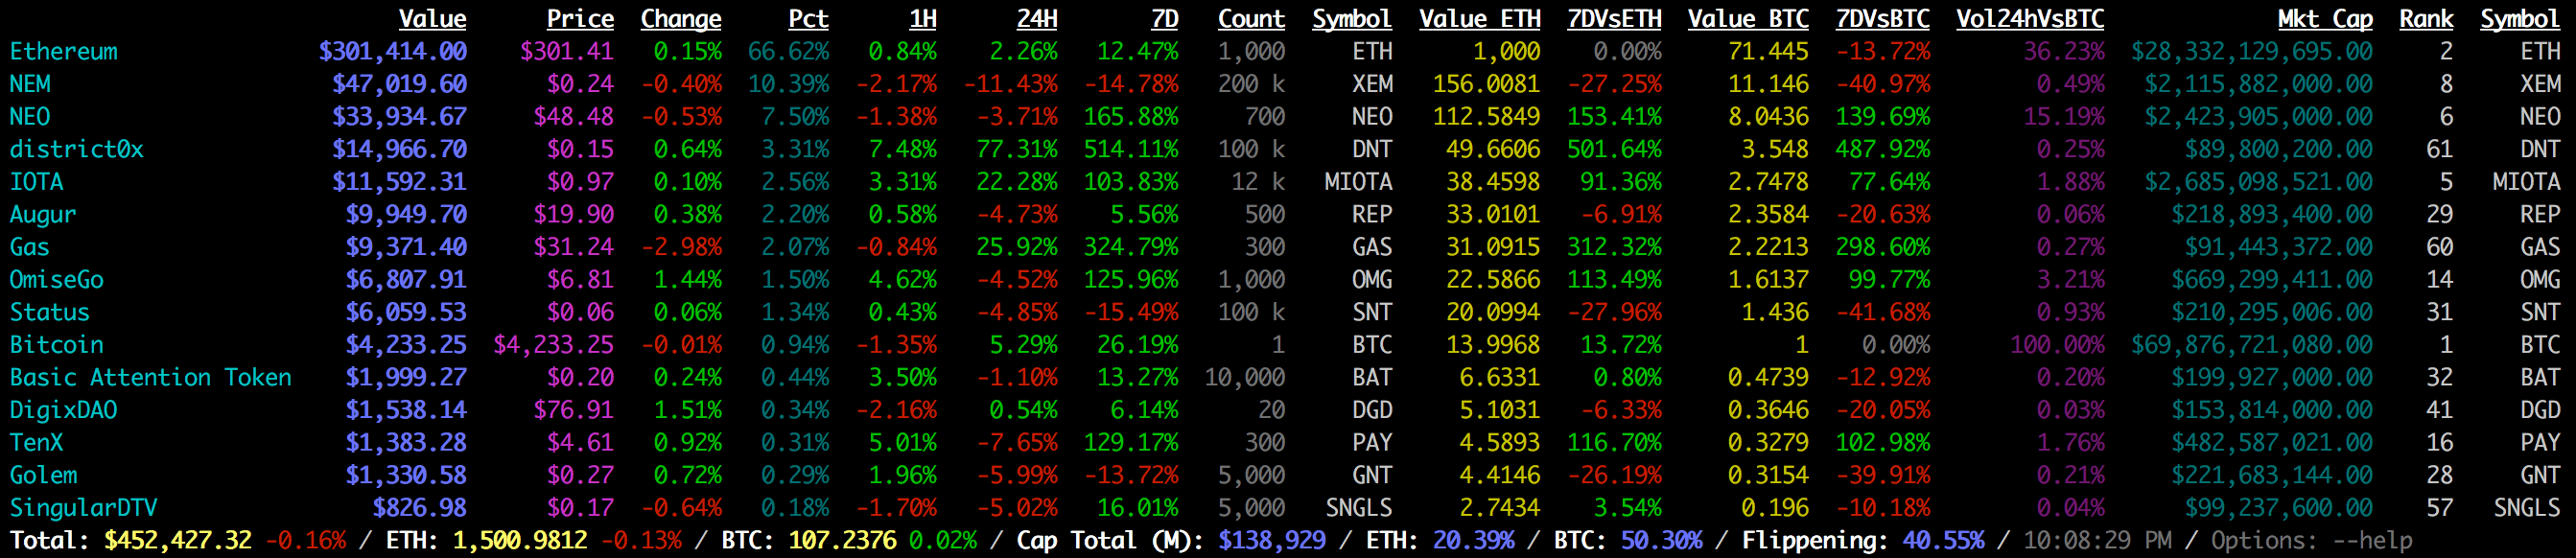 Value Price Change Pct 1H 24H 7D Count Symbol Value ETH 7DVsETH Value BTC 7DVsBTC Vol24hVsBTC Mkt Cap Rank Symbol
Ethereum $301,414.00 $301.41 0.15% 66.62% 0.84% 2.26% 12.47% 1,000 ETH 1,000 0.00% 71.445 -13.72% 36.23% $28,332,129,695.00 2 ETH
NEM $47,019.60 $0.24 -0.40% 10.39% -2.17% -11.43% -14.78% 200 k XEM 156.0081 -27.25% 11.146 -40.97% 0.49% $2,115,882,000.00 8 XEM
NEO $33,934.67 $48.48 -0.53% 7.50% -1.38% -3.71% 165.88% 700 NEO 112.5849 153.41% 8.0436 139.69% 15.19% $2,423,905,000.00 6 NEO
district0x $14,966.70 $0.15 0.64% 3.31% 7.48% 77.31% 514.11% 100 k DNT 49.6606 501.64% 3.548 487.92% 0.25% $89,800,200.00 61 DNT
IOTA $11,592.31 $0.97 0.10% 2.56% 3.31% 22.28% 103.83% 12 k MIOTA 38.4598 91.36% 2.7478 77.64% 1.88% $2,685,098,521.00 5 MIOTA
Augur $9,949.70 $19.90 0.38% 2.20% 0.58% -4.73% 5.56% 500 REP 33.0101 -6.91% 2.3584 -20.63% 0.06% $218,893,400.00 29 REP
Gas $9,371.40 $31.24 -2.98% 2.07% -0.84% 25.92% 324.79% 300 GAS 31.0915 312.32% 2.2213 298.60% 0.27% $91,443,372.00 60 GAS
OmiseGo $6,807.91 $6.81 1.44% 1.50% 4.62% -4.52% 125.96% 1,000 OMG 22.5866 113.49% 1.6137 99.77% 3.21% $669,299,411.00 14 OMG
Status $6,059.53 $0.06 0.06% 1.34% 0.43% -4.85% -15.49% 100 k SNT 20.0994 -27.96% 1.436 -41.68% 0.93% $210,295,006.00 31 SNT
Bitcoin $4,233.25 $4,233.25 -0.01% 0.94% -1.35% 5.29% 26.19% 1 BTC 13.9968 13.72% 1 0.00% 100.00% $69,876,721,080.00 1 BTC
Basic Attention Token $1,999.27 $0.20 0.24% 0.44% 3.50% -1.10% 13.27% 10,000 BAT 6.6331 0.80% 0.4739 -12.92% 0.20% $199,927,000.00 32 BAT
DigixDAO $1,538.14 $76.91 1.51% 0.34% -2.16% 0.54% 6.14% 20 DGD 5.1031 -6.33% 0.3646 -20.05% 0.03% $153,814,000.00 41 DGD
TenX $1,383.28 $4.61 0.92% 0.31% 5.01% -7.65% 129.17% 300 PAY 4.5893 116.70% 0.3279 102.98% 1.76% $482,587,021.00 16 PAY
Golem $1,330.58 $0.27 0.72% 0.29% 1.96% -5.99% -13.72% 5,000 GNT 4.4146 -26.19% 0.3154 -39.91% 0.21% $221,683,144.00 28 GNT
SingularDTV $826.98 $0.17 -0.64% 0.18% -1.70% -5.02% 16.01% 5,000 SNGLS 2.7434 3.54% 0.196 -10.18% 0.04% $99,237,600.00 57 SNGLS
Total: $452,427.32 -0.16% / ETH: 1,500.9812 -0.13% / BTC: 107.2376 0.02% / Cap Total (M): $138,929 / ETH: 20.39% / BTC: 50.30% / Flippening: 40.55% / 10:08:29 PM / Options: --help